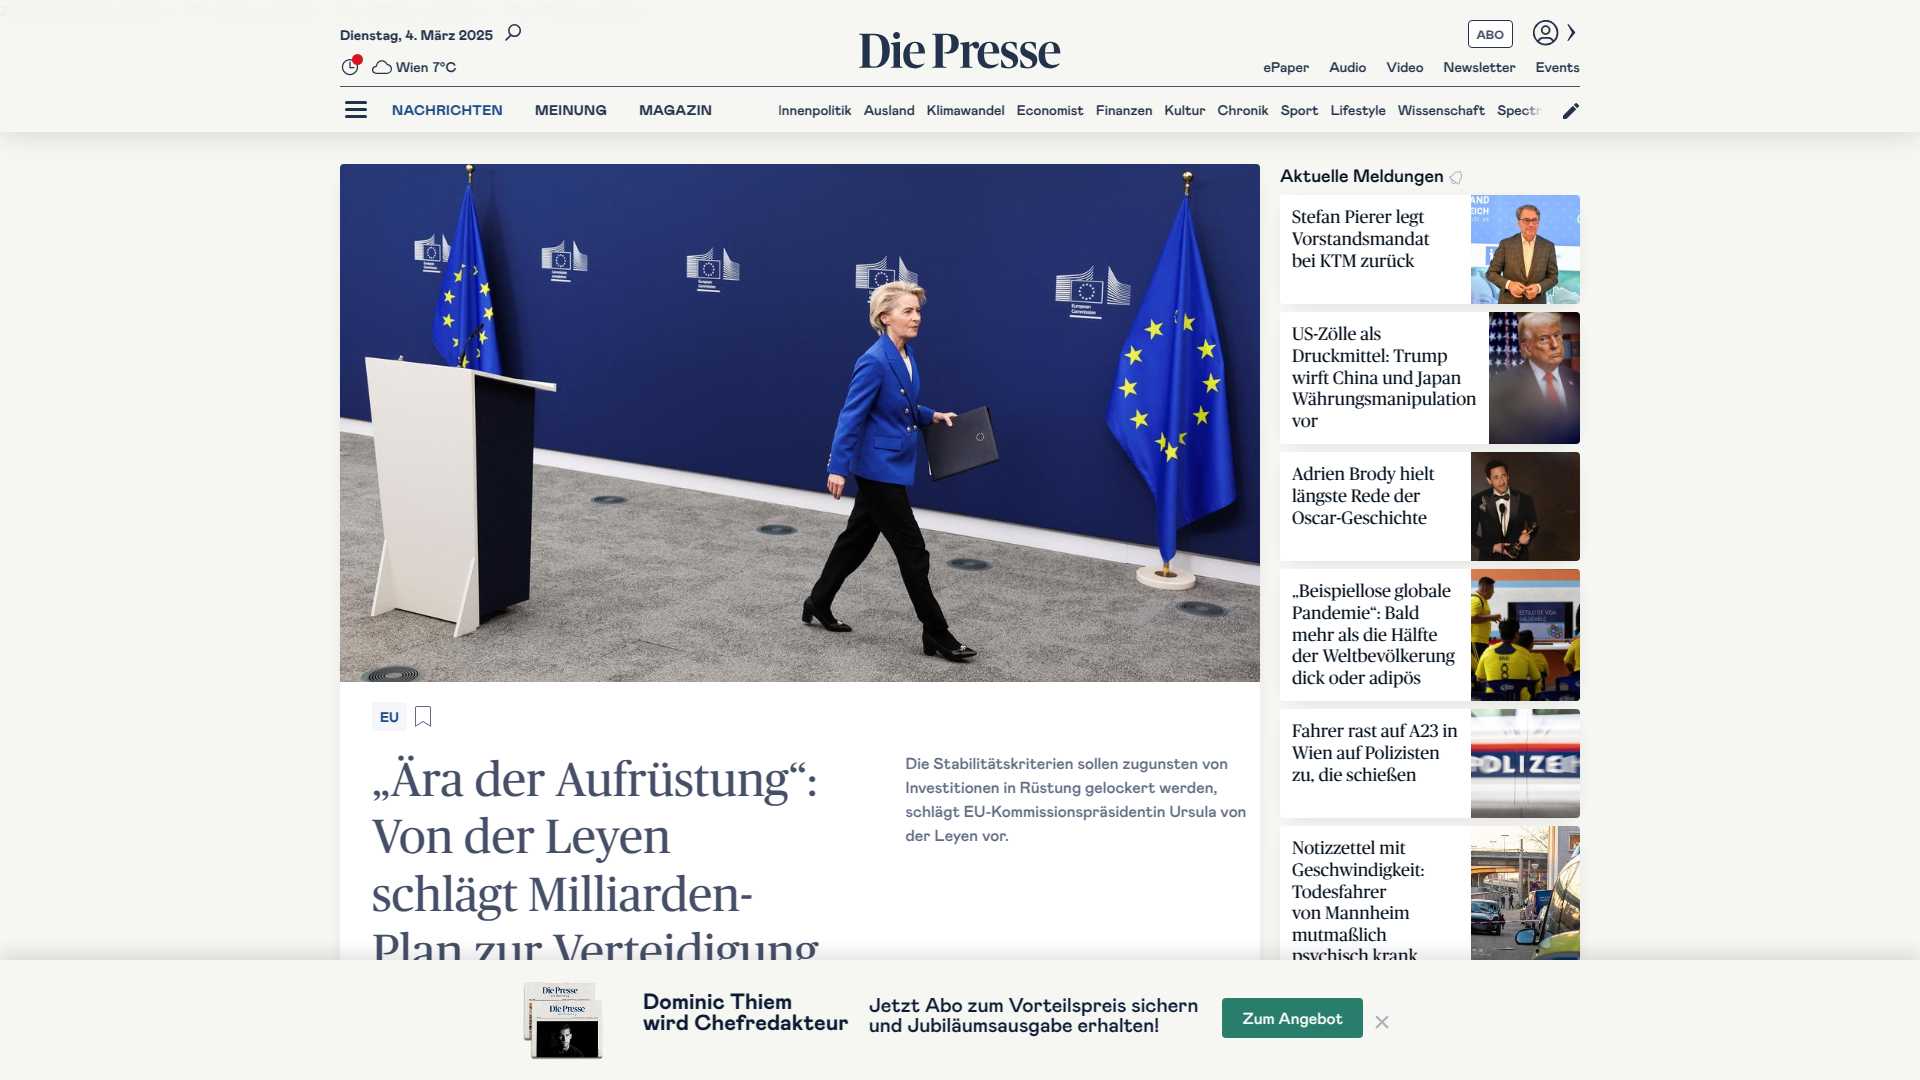 Dienstag, 4. März 2025
Die Presse
ABO
Wien 7°C
ePaper Audio Video Newsletter Events
NACHRICHTEN MEINUNG MAGAZIN
Innenpolitik Ausland Klimawandel Economist Finanzen Kultur Chronik Sport Lifestyle Wissenschaft
European
Commission
EU
„Ära der Aufrüstung“:
Von der Leyen
schlägt Milliarden-
Plan zur Verteidigung
Die Stabilitätskriterien sollen zugunsten von
Investitionen in Rüstung gelockert werden,
schlägt EU-Kommissionspräsidentin Ursula von
der Leyen vor.
Aktuelle Meldungen
Stefan Pierer legt
Vorstandsmandat
bei KTM zurück
US-Zölle als
Druckmittel: Trump
wirft China und Japan
Währungsmanipulation
vor
Adrien Brody hielt
längste Rede der
Oscar-Geschichte
„Beispiellose globale
Pandemie“: Bald
mehr als die Hälfte
der Weltbevölkerung
dick oder adipös
Fahrer rast auf A23 in
Wien auf Polizisten
zu, die schießen
POLIZEI
Notizzettel mit
Geschwindigkeit:
Todesfahrer
von Mannheim
mutmaßlich
psychisch krank
Die Presse
Die Presse
Dominic Thiem
wird Chefredakteur
Jetzt Abo zum Vorteilspreis sichern
und Jubiläumsausgabe erhalten!
Zum Angebot